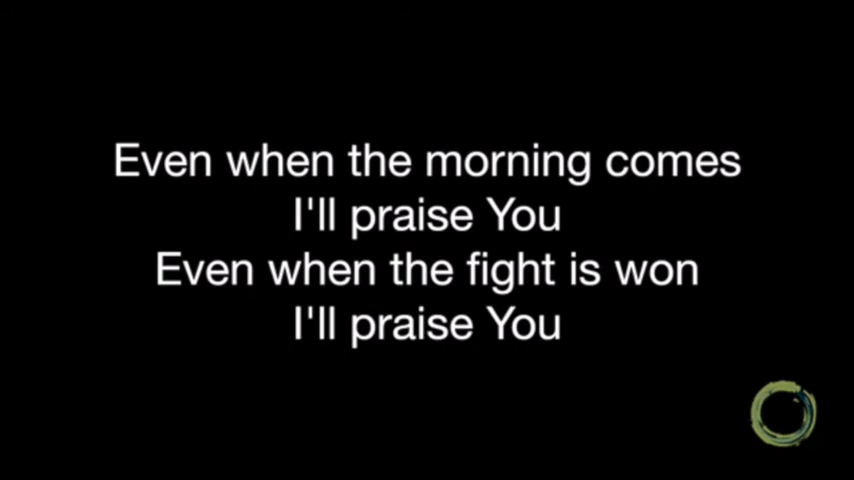 Even when the morning comes
I'll praise You
Even when the fight is won
I'll praise You